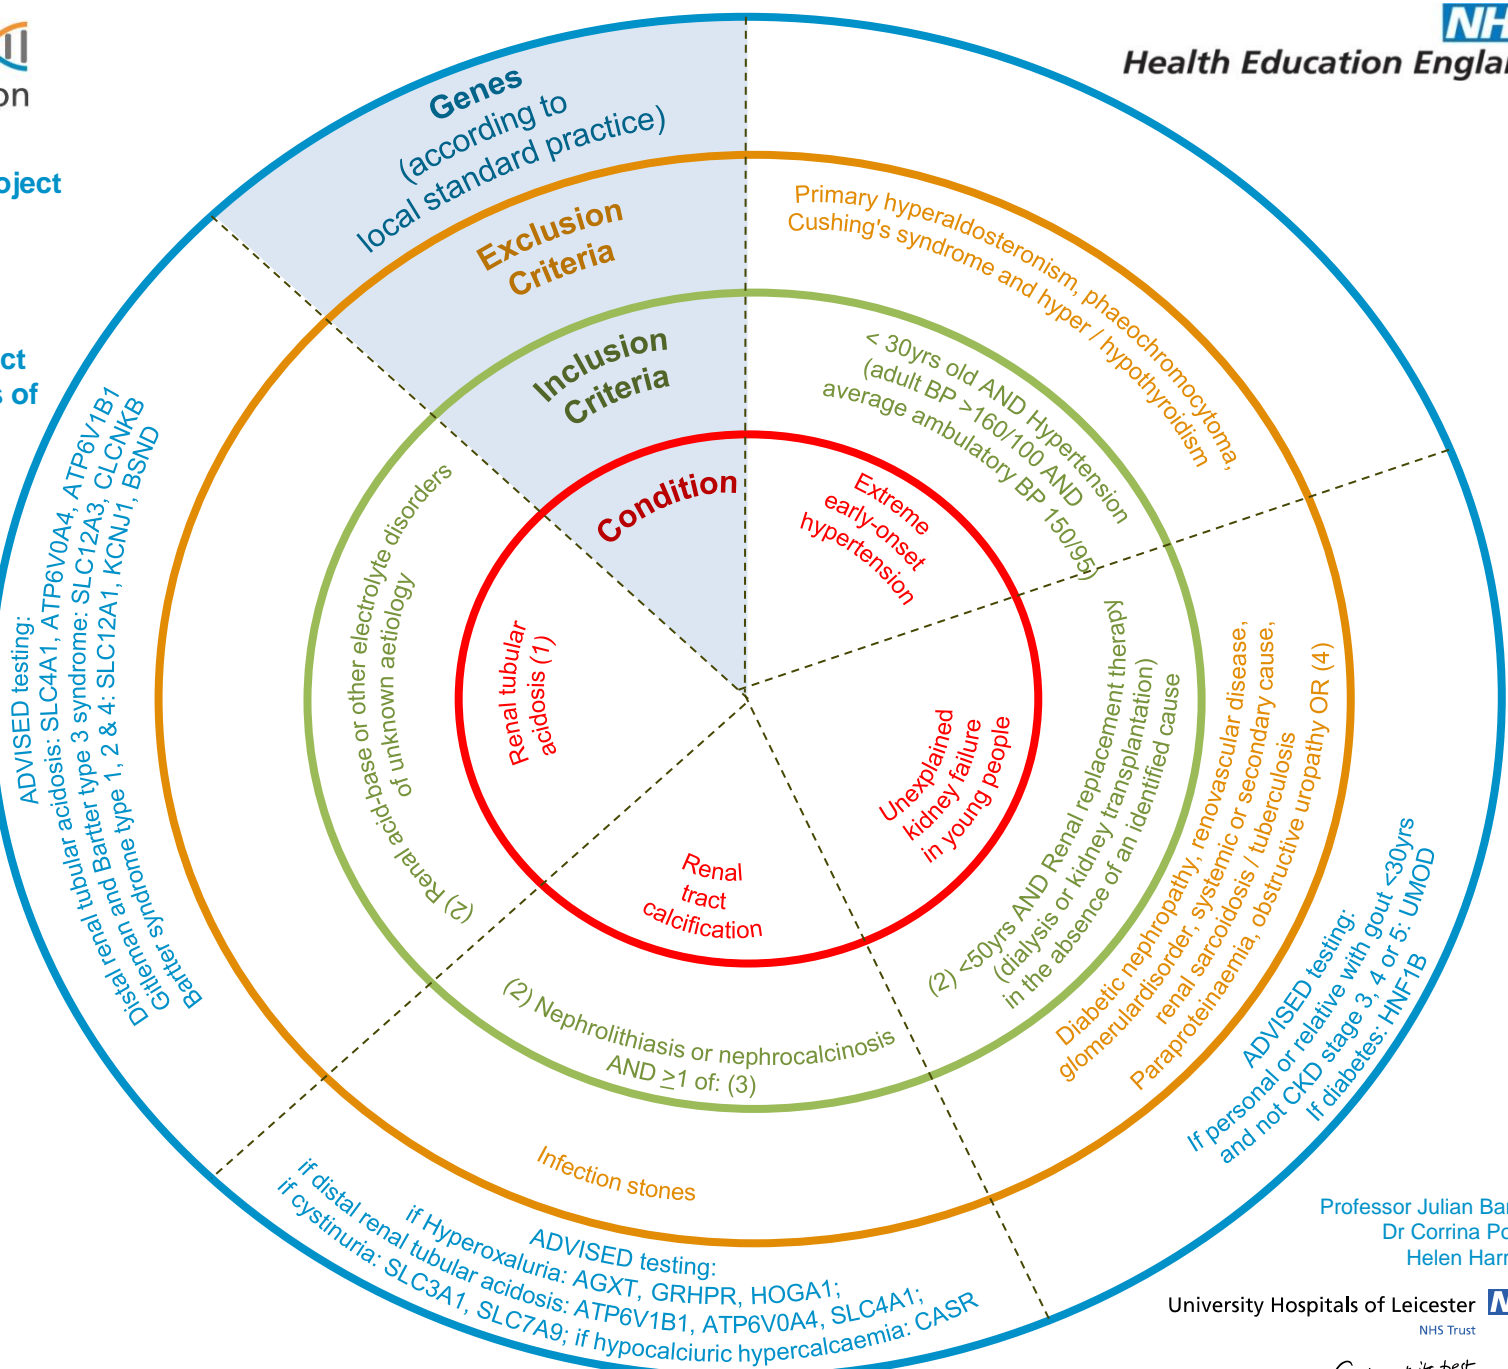 on
oject
ct
s of
NH
Health Education Englan
Genes
(according to
local standard practice)
Exclusion
Criteria
Inclusion
Criteria
Condition
Primary hyperaldosteronism, phaeochromocytoma,
Cushing's syndrome and hyper / hypothyroidism
< 30yrs old AND Hypertension
(adult BP >160/100 AND
average ambulatory BP 150/95)
Extreme
early-onset
hypertension
Unexplained
kidney failure
in young people
(2) <50yrs AND Renal replacement therapy
(dialysis or kidney transplantation)
in the absence of an identified cause
Diabetic nephropathy, renovascular disease,
glomerulardisorder, systemic or secondary cause,
renal sarcoidosis / tuberculosis
Paraproteinaemia, obstructive uropathy OR (4)
ADVISED testing:
If personal or relative with gout <30yrs
and not CKD stage 3, 4 or 5: UMOD
If diabetes: HNF1B
Renal
tract
calcification
(2) Nephrolithiasis or nephrocalcinosis
AND ≥1 of: (3)
Infection stones
ADVISED testing:
if Hyperoxaluria: AGXT, GRHPR, HOGA1;
if distal renal tubular acidosis: ATP6V1B1, ATP6V0A4, SLC4A1;
if cystinuria: SLC3A1, SLC7A9; if hypocalciuric hypercalcaemia: CASR
Renal tubular
acidosis (1)
(2) Renal acid-base or other electrolyte disorders
of unknown aetiology
ADVISED testing:
Distal renal tubular acidosis: SLC4A1, ATP6V0A4, ATP6V1B1
Gitleman and Bartter type 3 syndrome: SLC12A3, CLCNKB
Bartter syndrome type 1, 2 & 4: SLC12A1, KCNJ1, BSND
Professor Julian Bar
Dr Corrina Po
Helen Harr
University Hospitals of Leicester N
NHS Trust